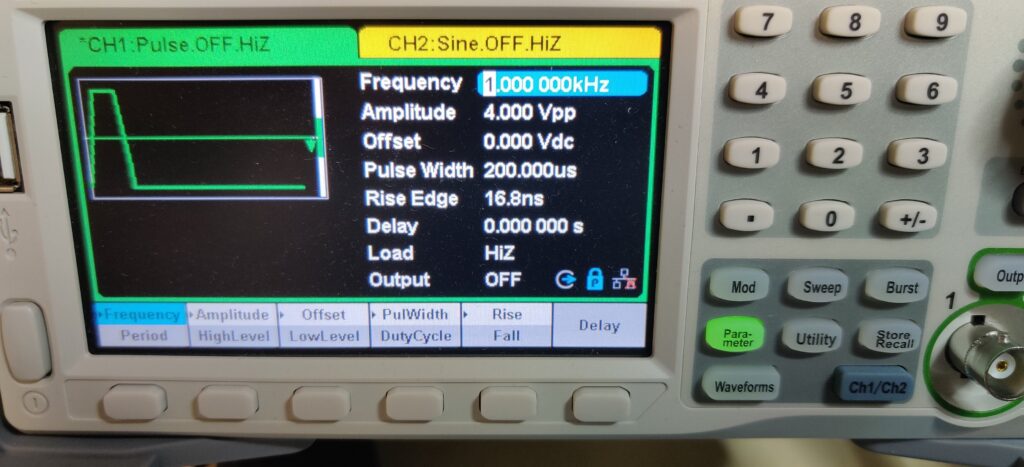 *CH1:Pulse.OFF.HiZ
CH2:Sine.OFF.HiZ
Frequency 1.000 000kHz
Amplitude 4.000 Vpp
Offset 0.000 Vdc
Pulse Width 200.000us
Rise Edge 16.8ns
Delay 0.000 000 s
Load HiZ
Output OFF
P
Frequency Amplitude Offset PulWidth Rise Delay
Period HighLevel LowLevel DutyCycle Fall
7 8 9
4 5 6
1 2 3
. 0 +/-
Mod Sweep Burst
Para-
meter
Utility
Store
Recall
Waveforms Ch1/Ch2
1